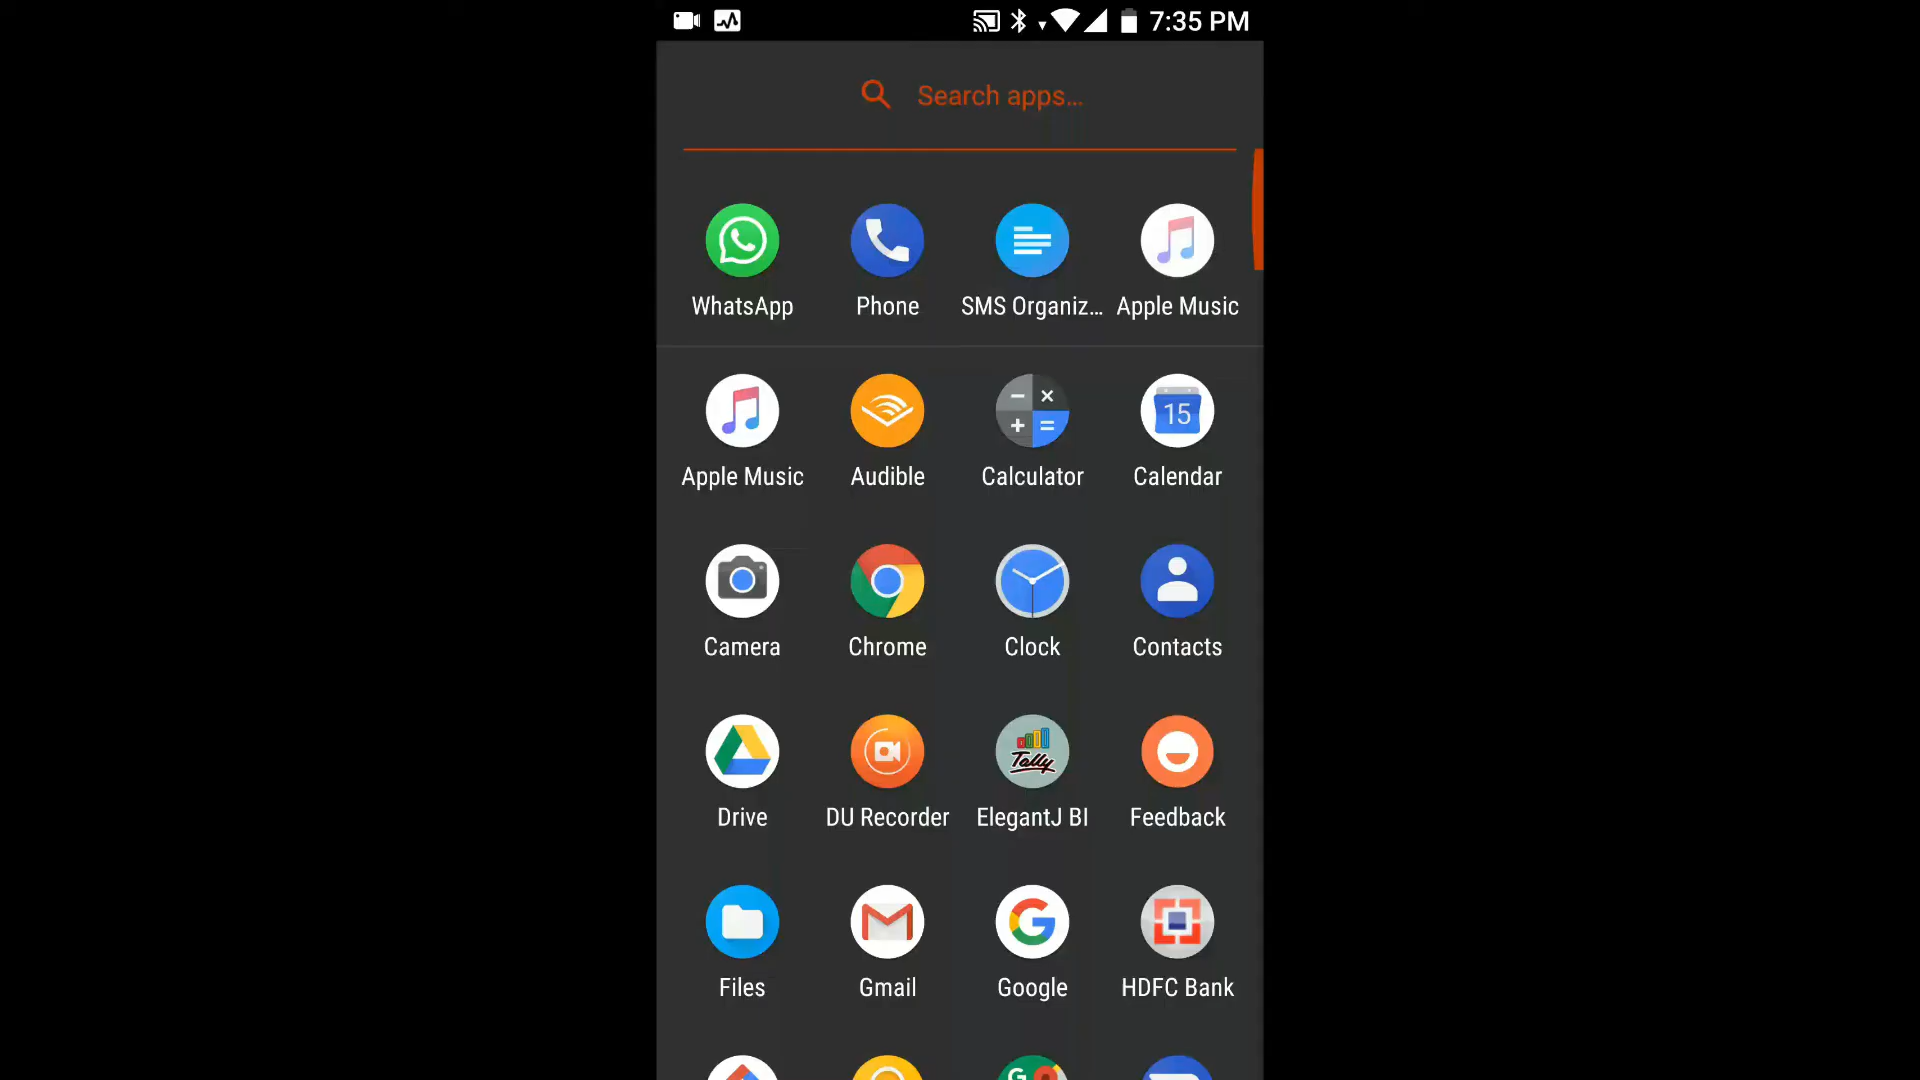 7:35 PM
Search apps...
WhatsApp
Phone
SMS Organiz...
Apple Music
Apple Music
Audible
Calculator
15
Calendar
Camera
Chrome
Clock
Contacts
Drive
DU Recorder
Tally
ElegantJ BI
Feedback
Files
Gmail
Google
HDFC Bank